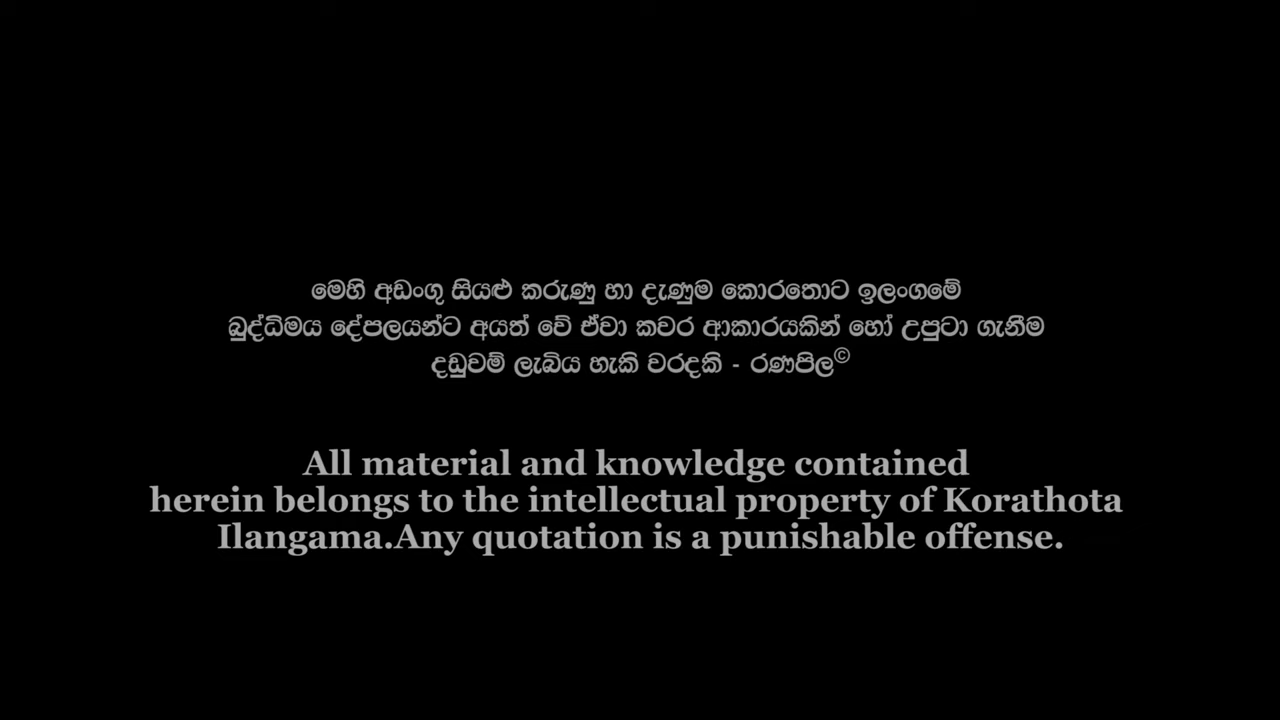 මෙහි අඩංගු සියළු කරුණු හා දැණුම කොරතොට ඉලංගමේ
බුද්ධිමය දේපලයන්ට අයත් වේ ඒවා කවර ආකාරයකින් හෝ උපුටා ගැනීම
දඩුවම් ලැබිය හැකි වරදකි - රණපිල©
All material and knowledge contained
herein belongs to the intellectual property of Korathota
Ilangama.Any quotation is a punishable offense.